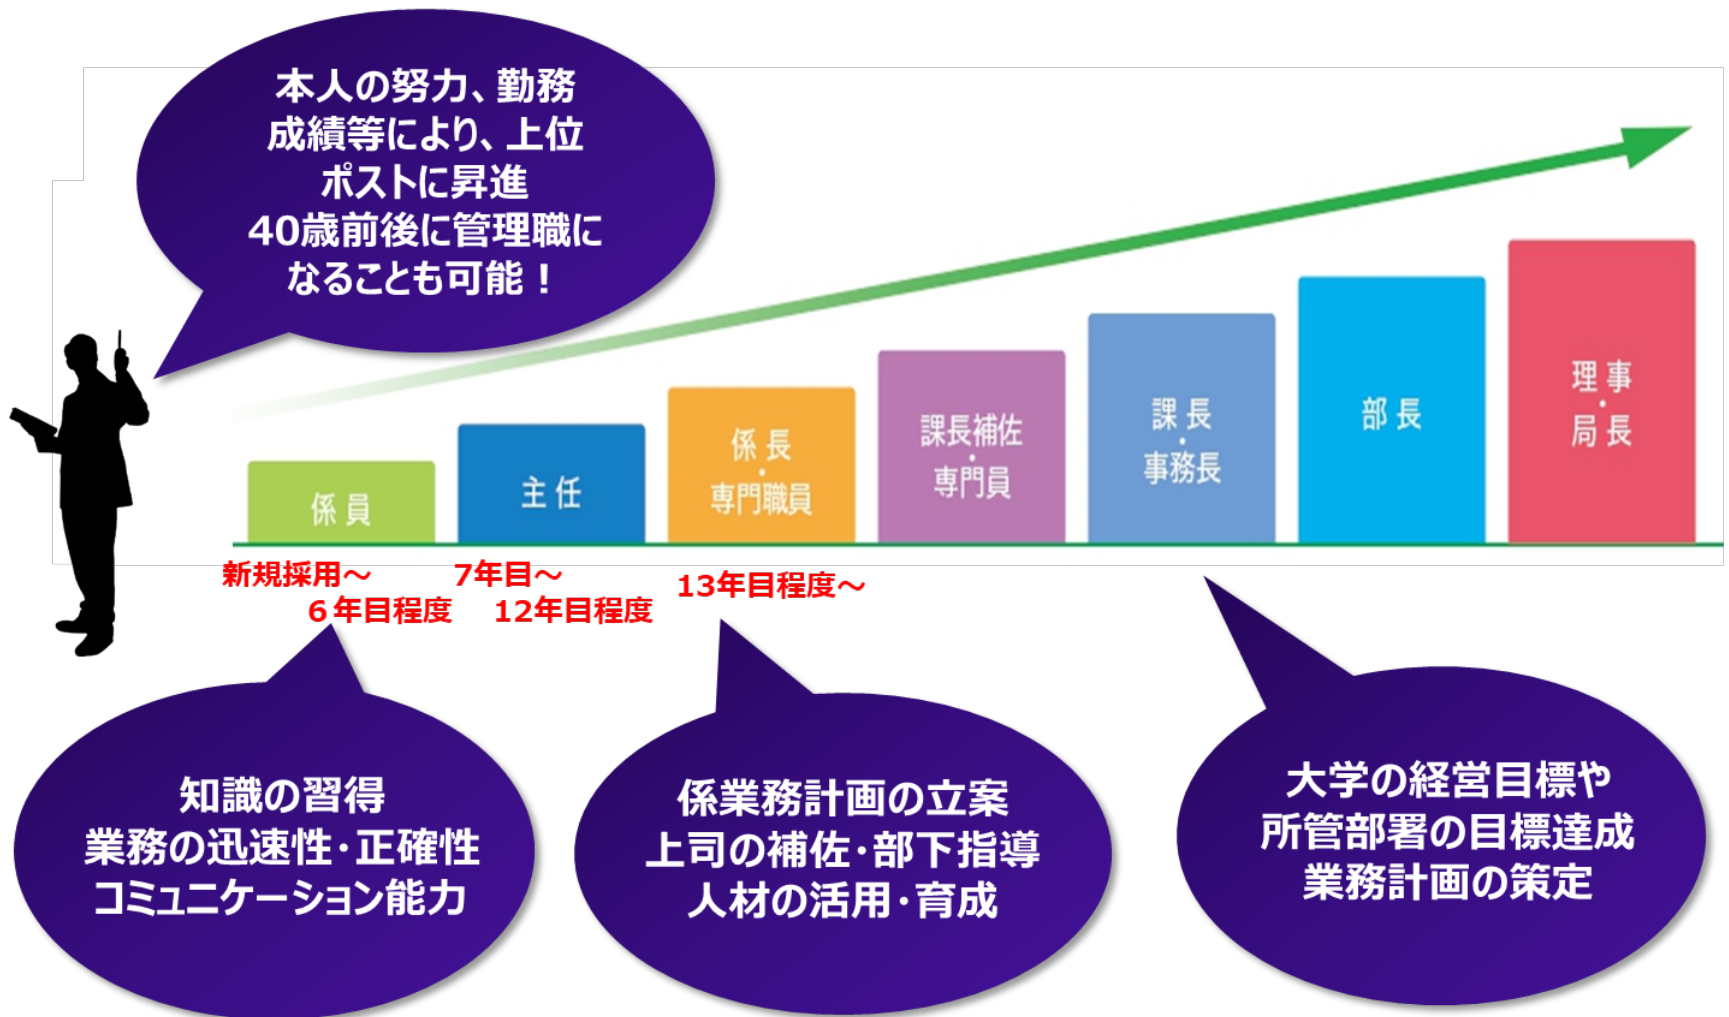 本人の努力、勤務
成績等により、上位
ポストに昇進
40歳前後に管理職に
なることも可能！
係員
主任
係長
・
専門職員
課長補佐
・
専門員
課長
・
事務長
部長
理事
・
局長
新規採用～
６年目程度
7年目～
12年目程度
13年目程度～
知識の習得
業務の迅速性・正確性
コミュニケーション能力
係業務計画の立案
上司の補佐・部下指導
人材の活用・育成
大学の経営目標や
所管部署の目標達成
業務計画の策定